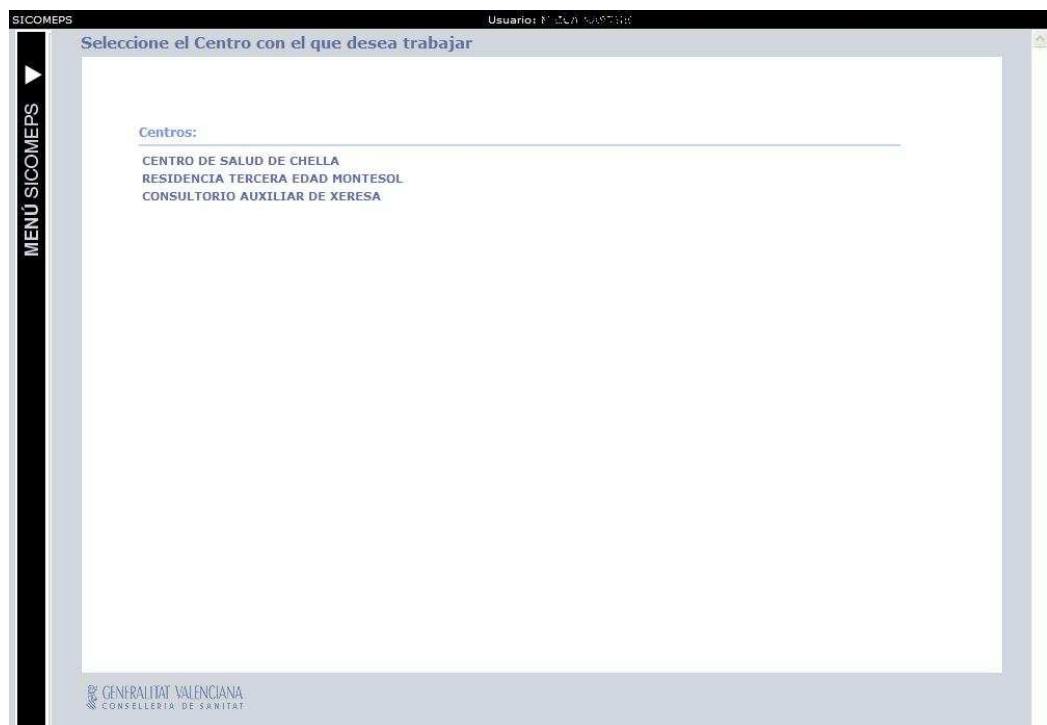 SICOMEPS
Usuario:
Seleccione el Centro con el que desea trabajar
MENÚ SICOMEPS
Centros:
CENTRO DE SALUD DE CHELLA
RESIDENCIA TERCERA EDAD MONTESOL
CONSULTORIO AUXILIAR DE XERESA
GENERALITAT VALENCIANA
CONSELLERIA DE SANITAT